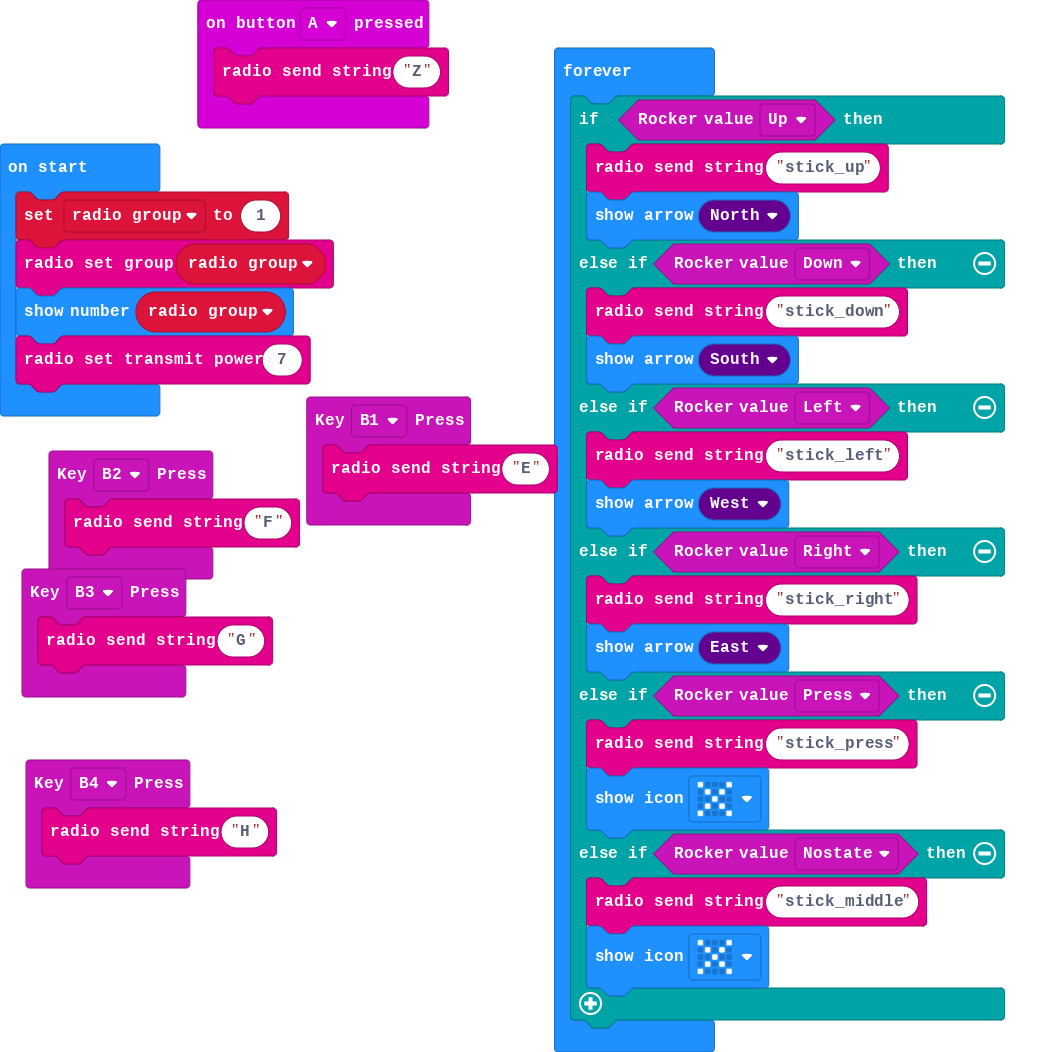 on button A pressed
radio send string "Z"
on start
set radio group to 1
radio set group radio group
show number radio group
radio set transmit power 7
Key B1 Press
radio send string "E"
Key B2 Press
radio send string "F"
Key B3 Press
radio send string "G"
Key B4 Press
radio send string "H"
forever
if Rocker value Up then
radio send string "stick_up"
show arrow North
else if Rocker value Down then
radio send string "stick_down"
show arrow South
else if Rocker value Left then
radio send string "stick_left"
show arrow West
else if Rocker value Right then
radio send string "stick_right"
show arrow East
else if Rocker value Press then
radio send string "stick_press"
show icon
else if Rocker value Nostate then
radio send string "stick_middle"
show icon